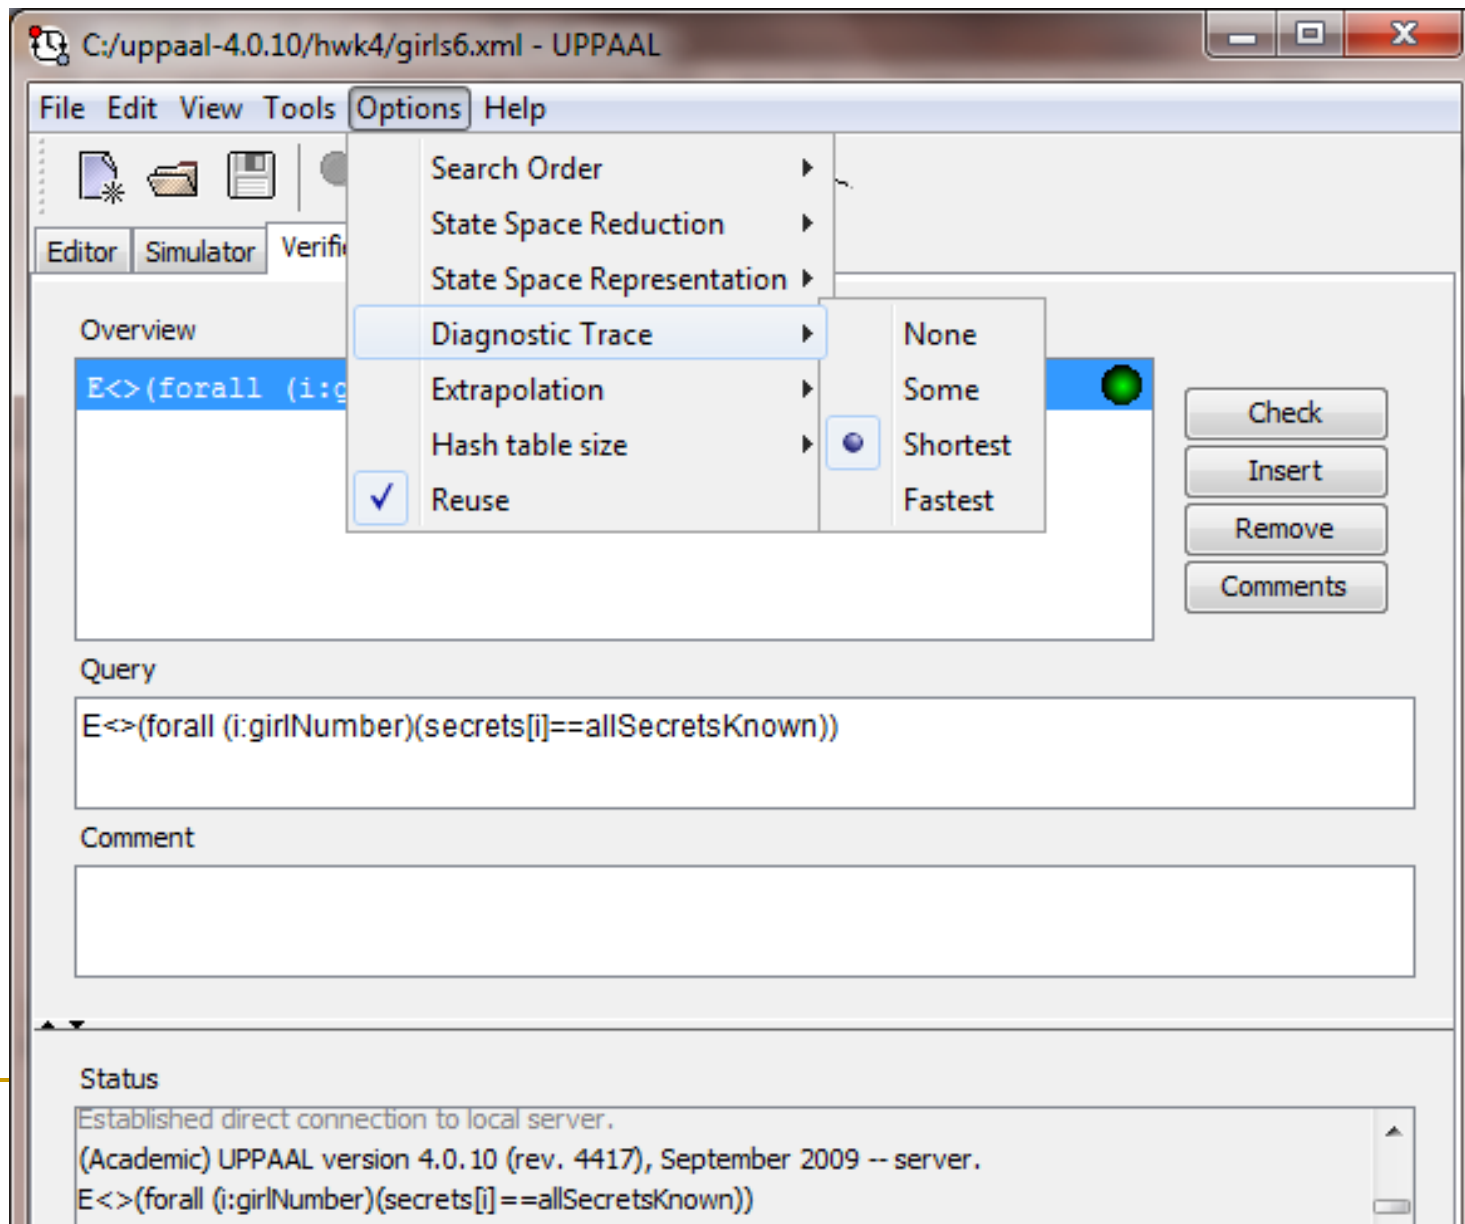 C:/uppaal-4.0.10/hwk4/girls6.xml - UPPAAL
File Edit View Tools Options Help
Search Order
State Space Reduction
State Space Representation
Diagnostic Trace
Extrapolation
Hash table size
Reuse
None
Some
Shortest
Fastest
Editor Simulator Verifi
Overview
E<>(forall (i:g
Check
Insert
Remove
Comments
Query
E<>(forall (i:girlNumber)(secrets[i]==allSecretsKnown))
Comment
Status
Established direct connection to local server.
(Academic) UPPAAL version 4.0.10 (rev. 4417), September 2009 -- server.
E<>(forall (i:girlNumber)(secrets[i]==allSecretsKnown))